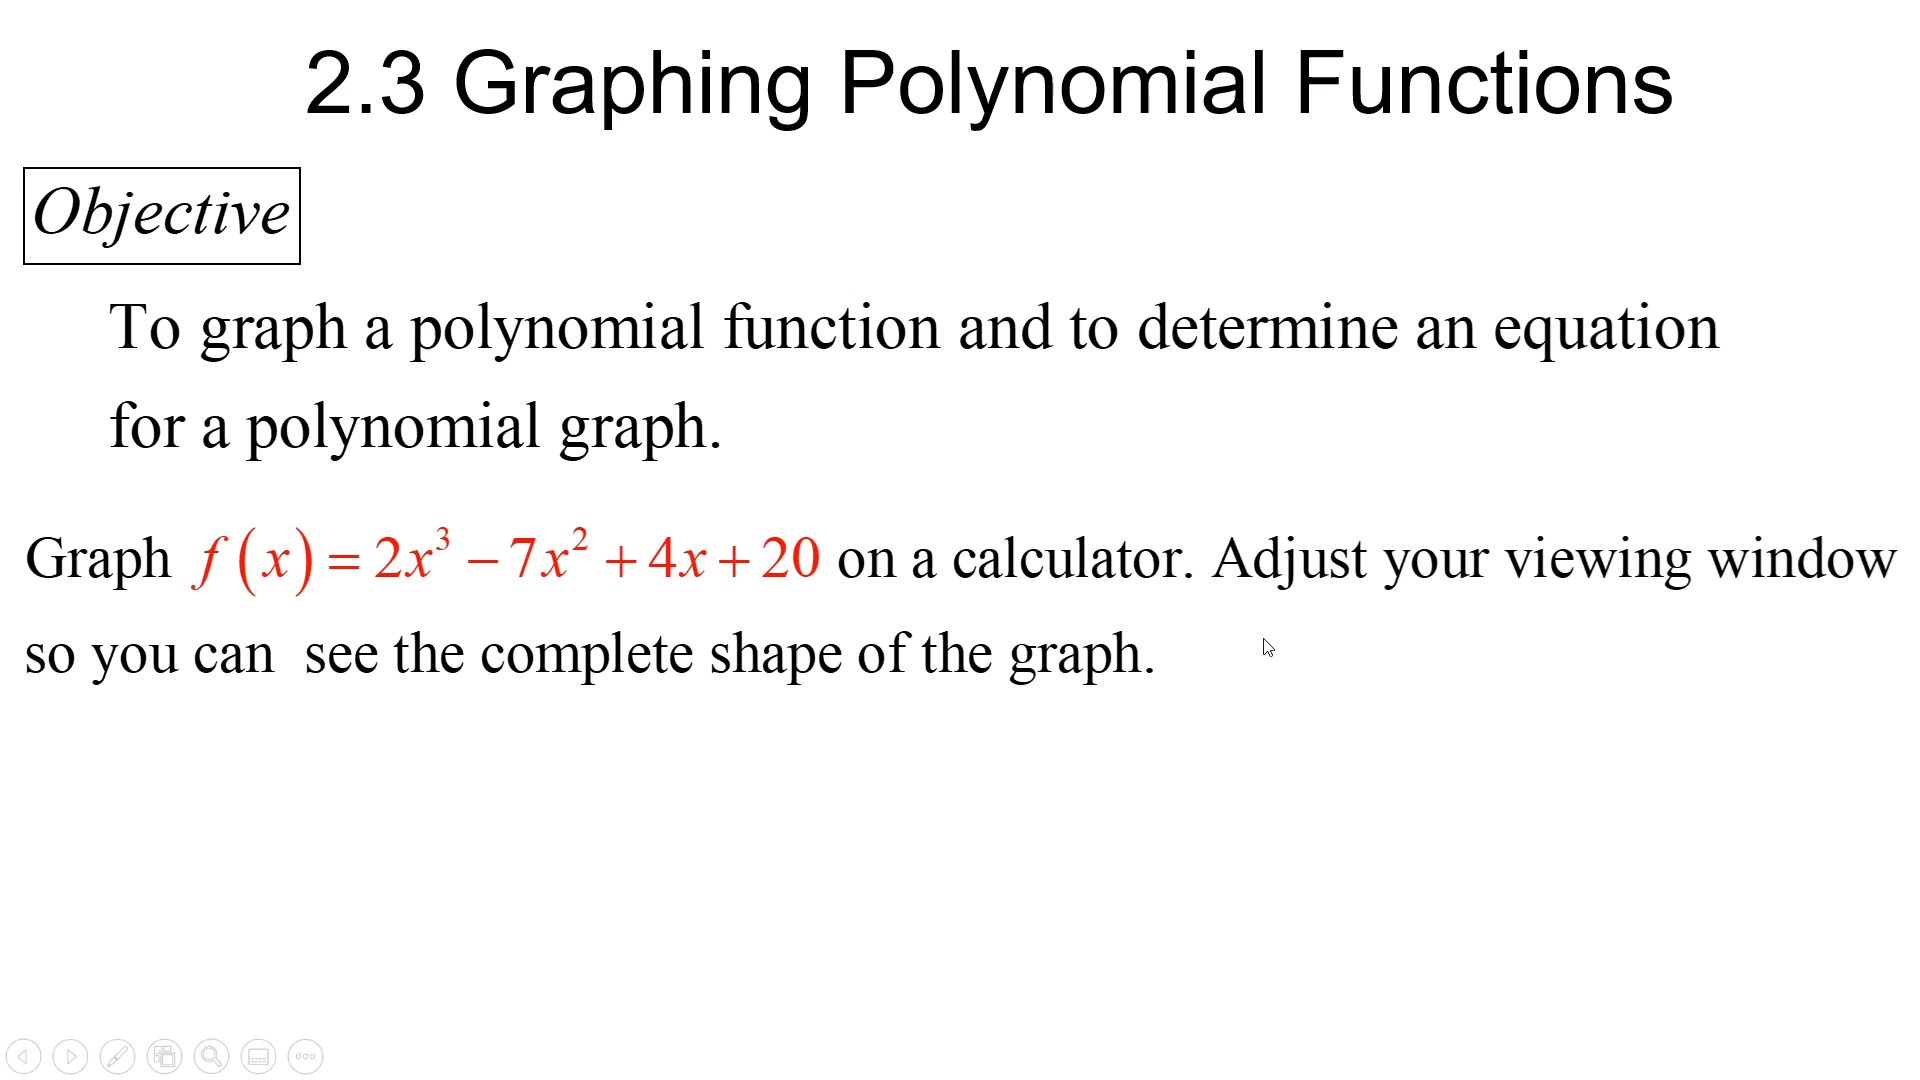 2.3 Graphing Polynomial Functions
Objective
To graph a polynomial function and to determine an equation
for a polynomial graph.
Graph f(x) = 2x³ − 7x² + 4x + 20 on a calculator. Adjust your viewing window
so you can  see the complete shape of the graph.